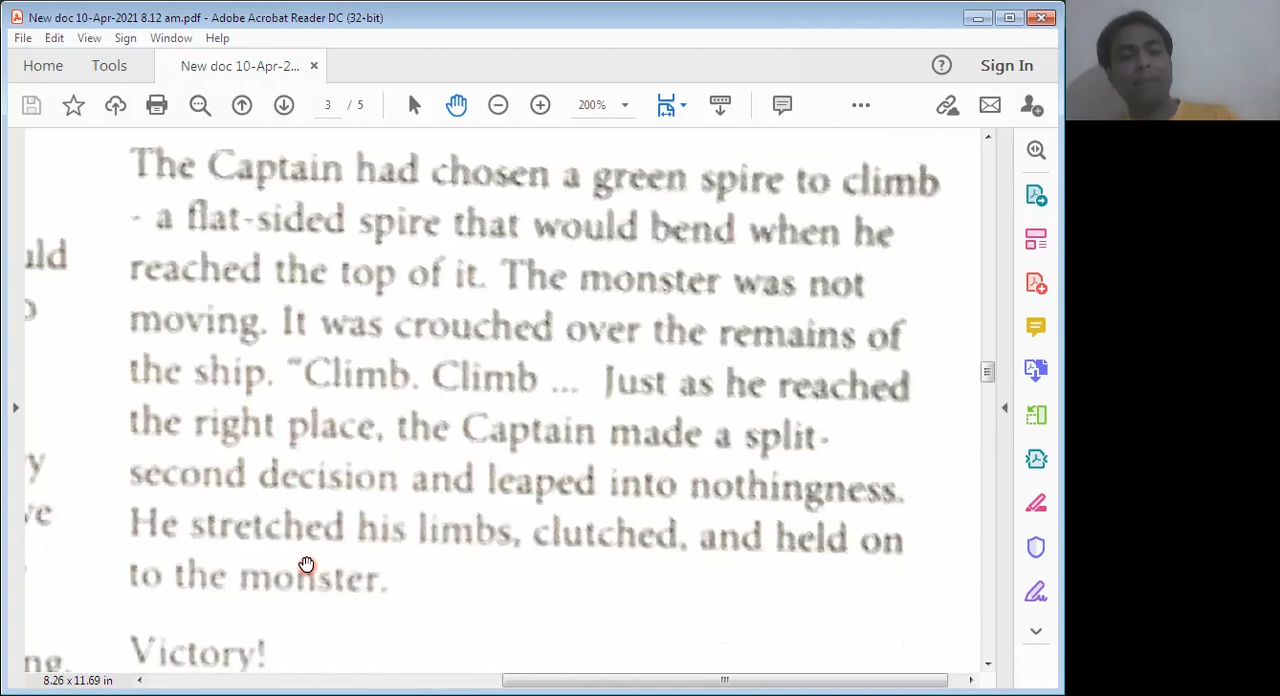 New doc 10-Apr-2021 8.12 am.pdf - Adobe Acrobat Reader DC (32-bit)
File Edit View Sign Window Help
Home Tools New doc 10-Apr-2... × Sign In
3 / 5 200%
The Captain had chosen a green spire to climb
- a flat-sided spire that would bend when he
uld
reached the top of it. The monster was not
moving. It was crouched over the remains of
the ship. "Climb. Climb ... Just as he reached
the right place, the Captain made a split-
y
second decision and leaped into nothingness.
ve
He stretched his limbs, clutched, and held on
to the monster.
Victory!
ng.
8.26 x 11.69 in